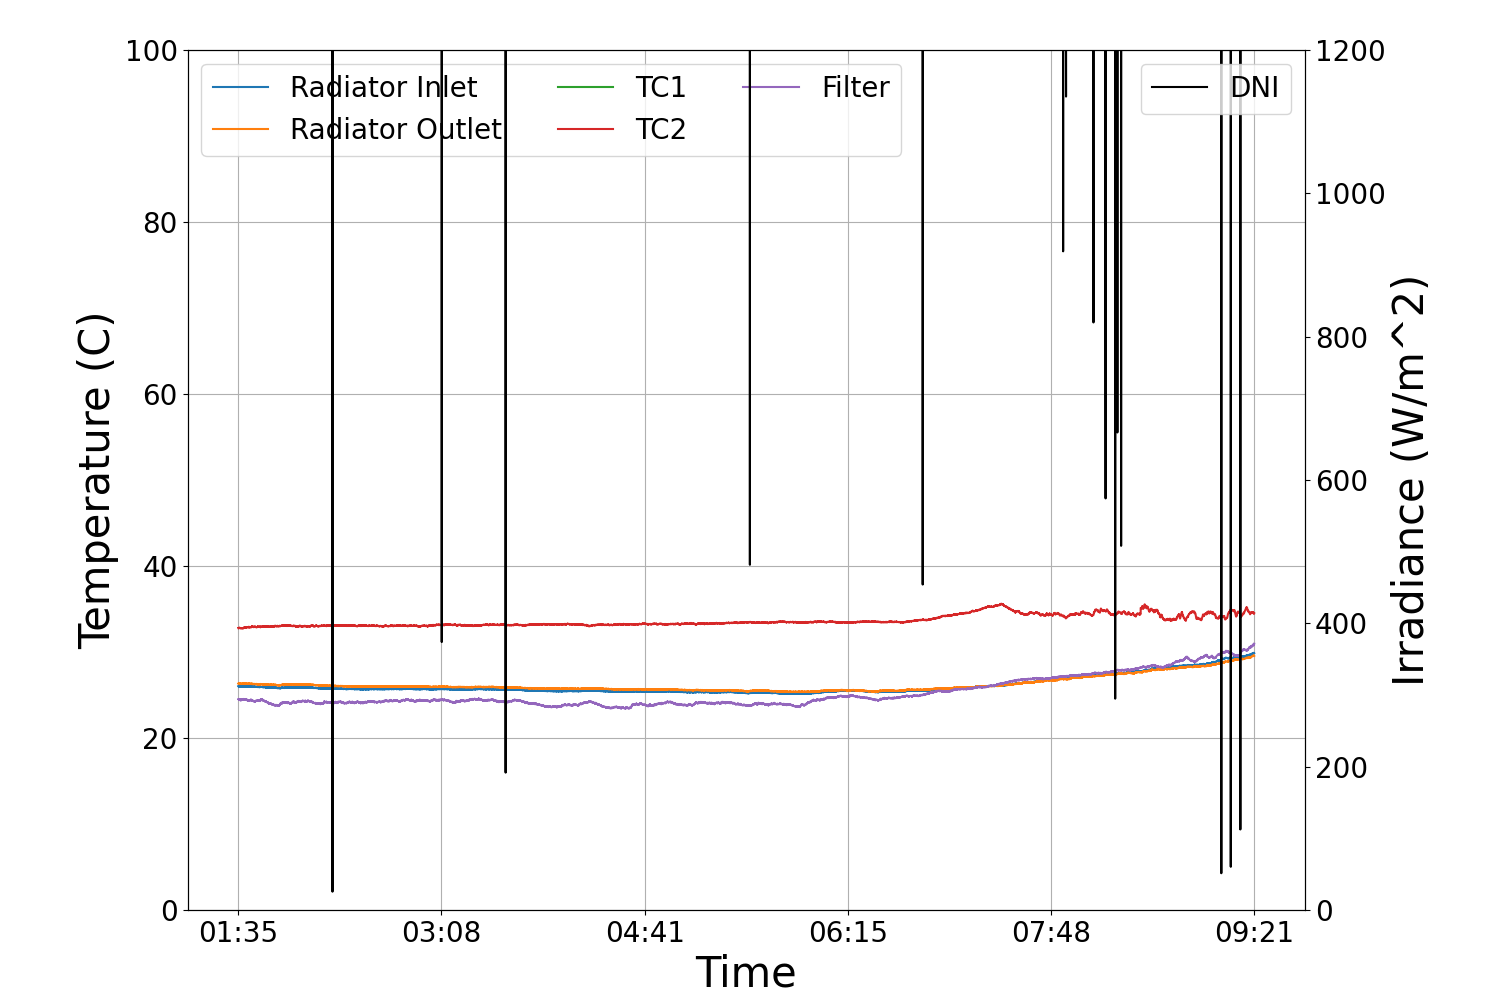 100
80
60
40
20
0
Temperature (C)
Radiator Inlet
Radiator Outlet
TC1
TC2
Filter
DNI
1200
1000
800
600
400
200
0
Irradiance (W/m^2)
01:35 03:08 04:41 06:15 07:48 09:21
Time